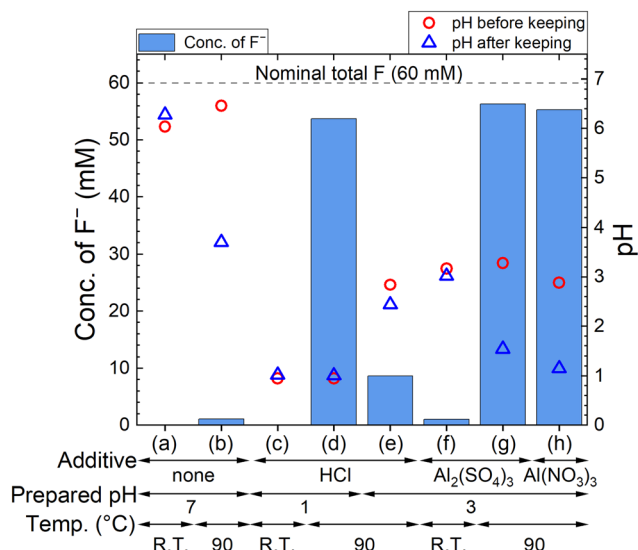 Conc. of F⁻
pH before keeping
pH after keeping
Nominal total F (60 mM)
Conc. of F⁻ (mM)
60
50
40
30
20
10
0
pH
7
6
5
4
3
2
1
0
(a) (b) (c) (d) (e) (f) (g) (h)
Additive
none HCl Al₂(SO₄)₃ Al(NO₃)₃
Prepared pH
7 1 3
Temp. (°C)
R.T. 90 R.T. 90 R.T. 90